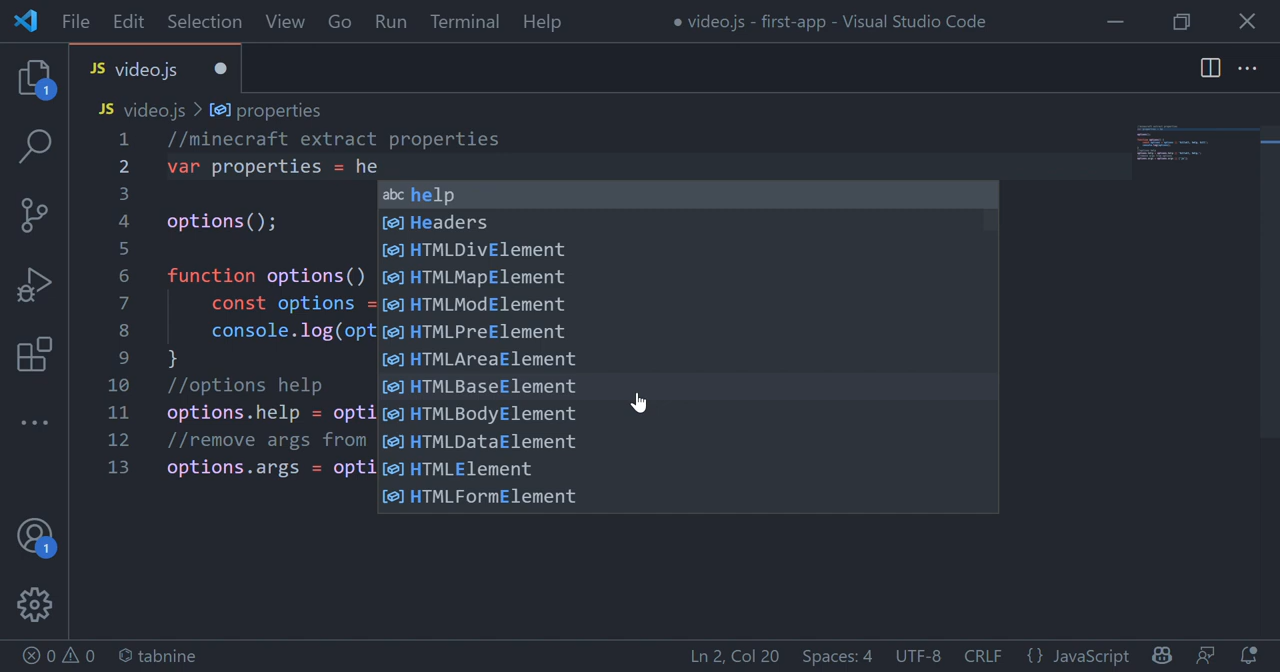 File Edit Selection View Go Run Terminal Help ● video.js - first-app - Visual Studio Code
JS video.js
1
JS video.js > properties
1 //minecraft extract properties
2 var properties = he
3
4 options();
5
6 function options()
7 const options =
8 console.log(opt
9 }
10 //options help
11 options.help = opti
12 //remove args from
13 options.args = opti
abc help
Headers
HTMLDivElement
HTMLMapElement
HTMLModElement
HTMLPreElement
HTMLAreaElement
HTMLBaseElement
HTMLBodyElement
HTMLDataElement
HTMLElement
HTMLFormElement
1
0 0 tabnine Ln 2, Col 20 Spaces: 4 UTF-8 CRLF {} JavaScript